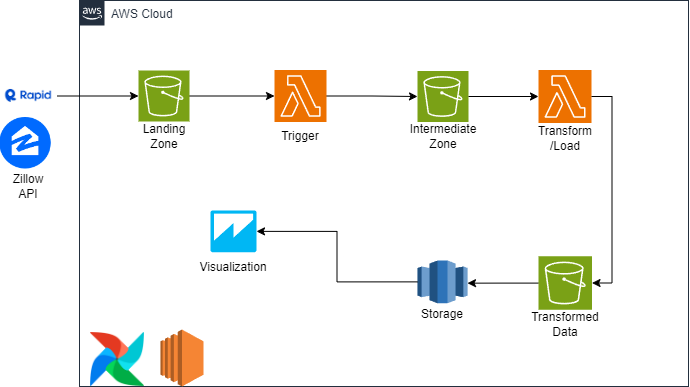 aws
AWS Cloud
Rapid
Zillow
API
Landing
Zone
Trigger
Intermediate
Zone
Transform
/Load
Visualization
Storage
Transformed
Data